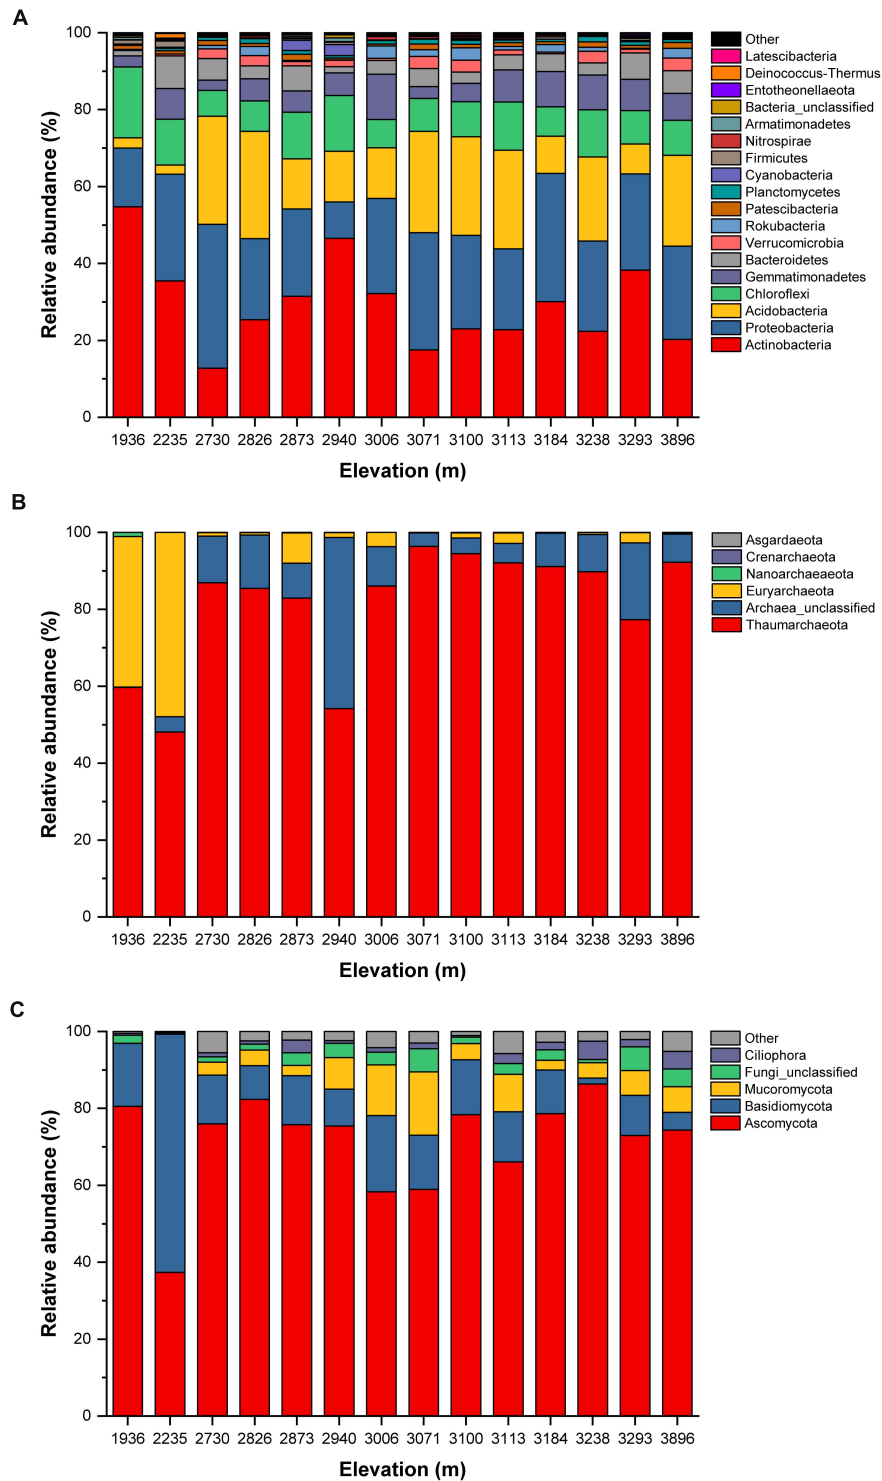 A
Relative abundance (%)
100
80
60
40
20
0
1936 2235 2730 2826 2873 2940 3006 3071 3100 3113 3184 3238 3293 3896
Elevation (m)
Other
Latescibacteria
Deinococcus-Thermus
Entotheonellaeota
Bacteria_unclassified
Armatimonadetes
Nitrospirae
Firmicutes
Cyanobacteria
Planctomycetes
Patescibacteria
Rokubacteria
Verrucomicrobia
Bacteroidetes
Gemmatimonadetes
Chloroflexi
Acidobacteria
Proteobacteria
Actinobacteria
B
Relative abundance (%)
100
80
60
40
20
0
1936 2235 2730 2826 2873 2940 3006 3071 3100 3113 3184 3238 3293 3896
Elevation (m)
Asgardaeota
Crenarchaeota
Nanoarchaeaeota
Euryarchaeota
Archaea_unclassified
Thaumarchaeota
C
Relative abundance (%)
100
80
60
40
20
0
1936 2235 2730 2826 2873 2940 3006 3071 3100 3113 3184 3238 3293 3896
Elevation (m)
Other
Ciliophora
Fungi_unclassified
Mucoromycota
Basidiomycota
Ascomycota